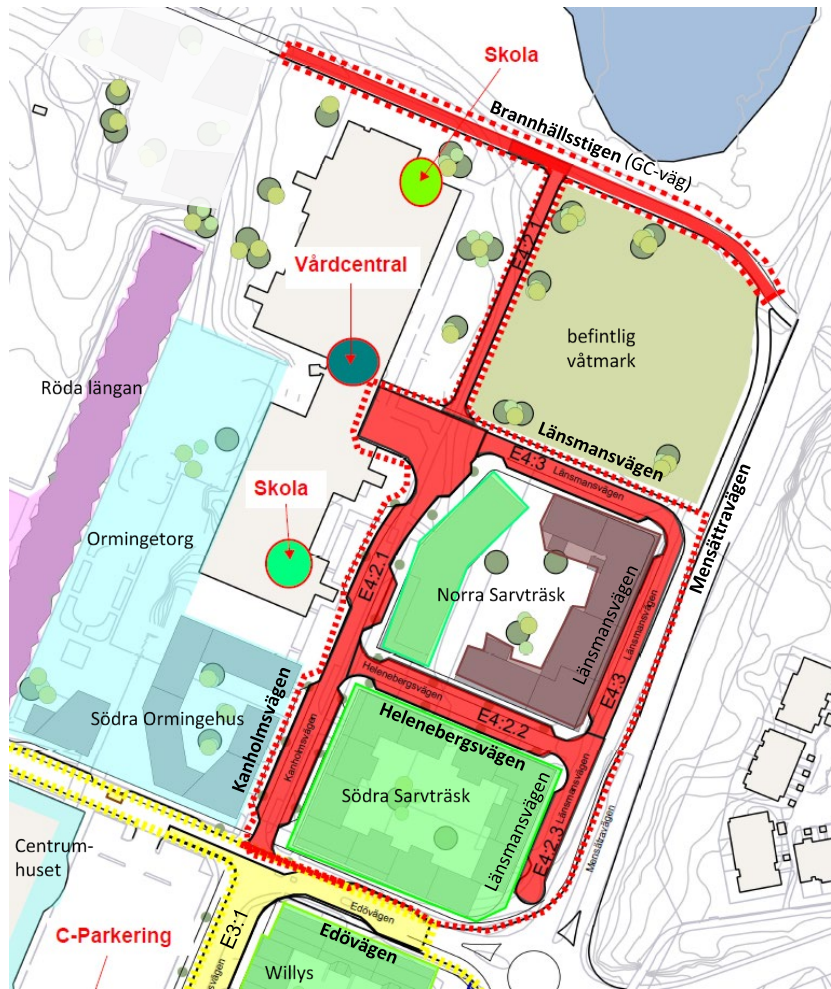 Skola
Brannhällsstigen (GC-väg)
E4:2.1
Vårdcentral
befintlig
våtmark
Röda längan
Länsmansvägen
E4:3
Länsmansvägen
Mensättravägen
Skola
Ormingetorg
E4:2.1
Norra Sarvträsk
Länsmansvägen
Länsmansvägen
E4:3
Helenebergsvägen
E4:2.2
Helenebergsvägen
Södra Ormingehus
Kanholmsvägen
Kanholmsvägen
Södra Sarvträsk
Länsmansvägen
Länsmansvägen
E4:2.3
Mensättravägen
Centrum-
huset
E3:1
Edövägen
Edövägen
C-Parkering
Willys